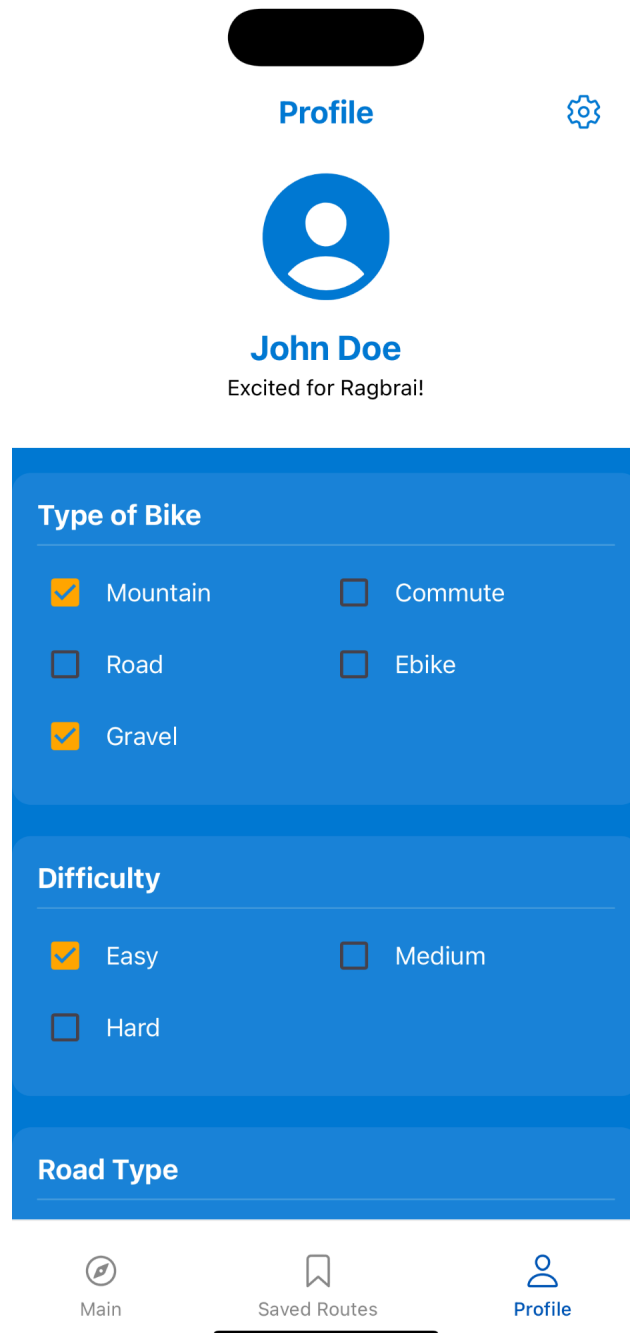 Profile
John Doe
Excited for Ragbrai!
Type of Bike
Mountain Commute
Road Ebike
Gravel
Difficulty
Easy Medium
Hard
Road Type
Main Saved Routes Profile